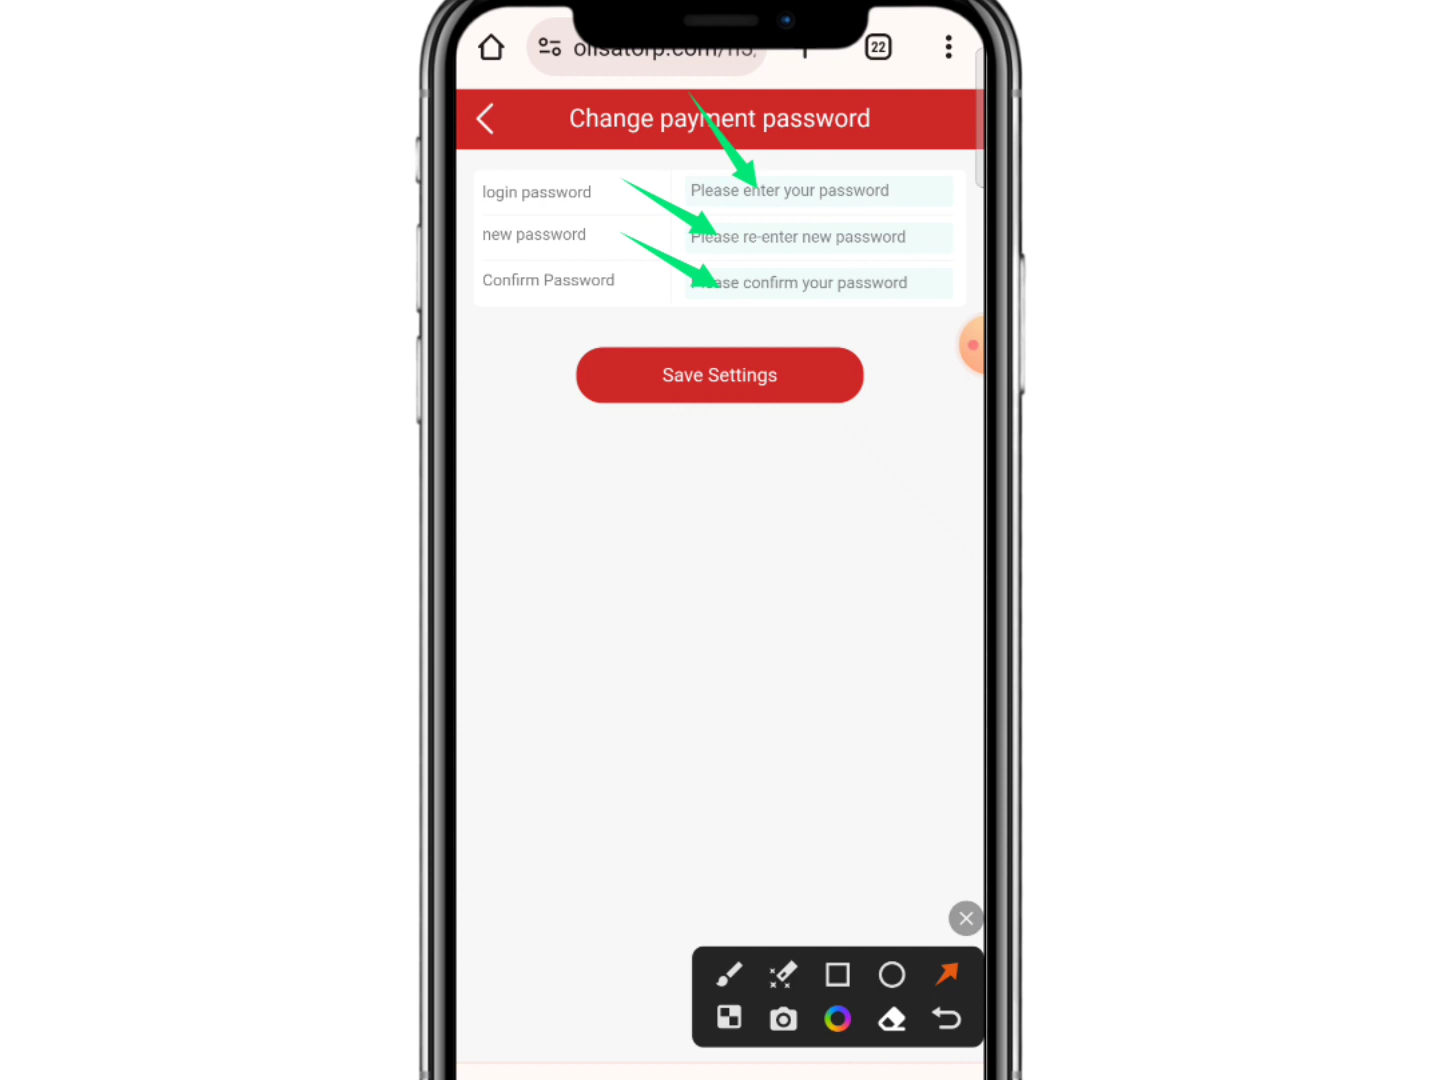 22
Change payment password
login password
Please enter your password
new password
Please re-enter new password
Confirm Password
confirm your password
Save Settings